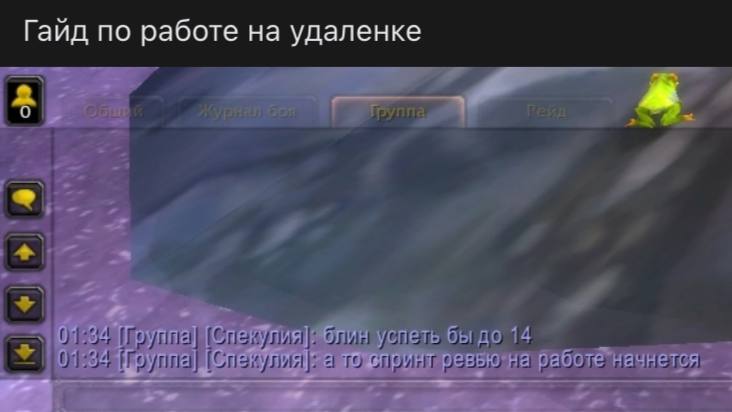 Гайд по работе на удаленке
0
Общий Журнал боя Группа Рейд
01:34 [Группа] [Спекулия]: блин успеть бы до 14
01:34 [Группа] [Спекулия]: а то спринт ревью на работе начнется